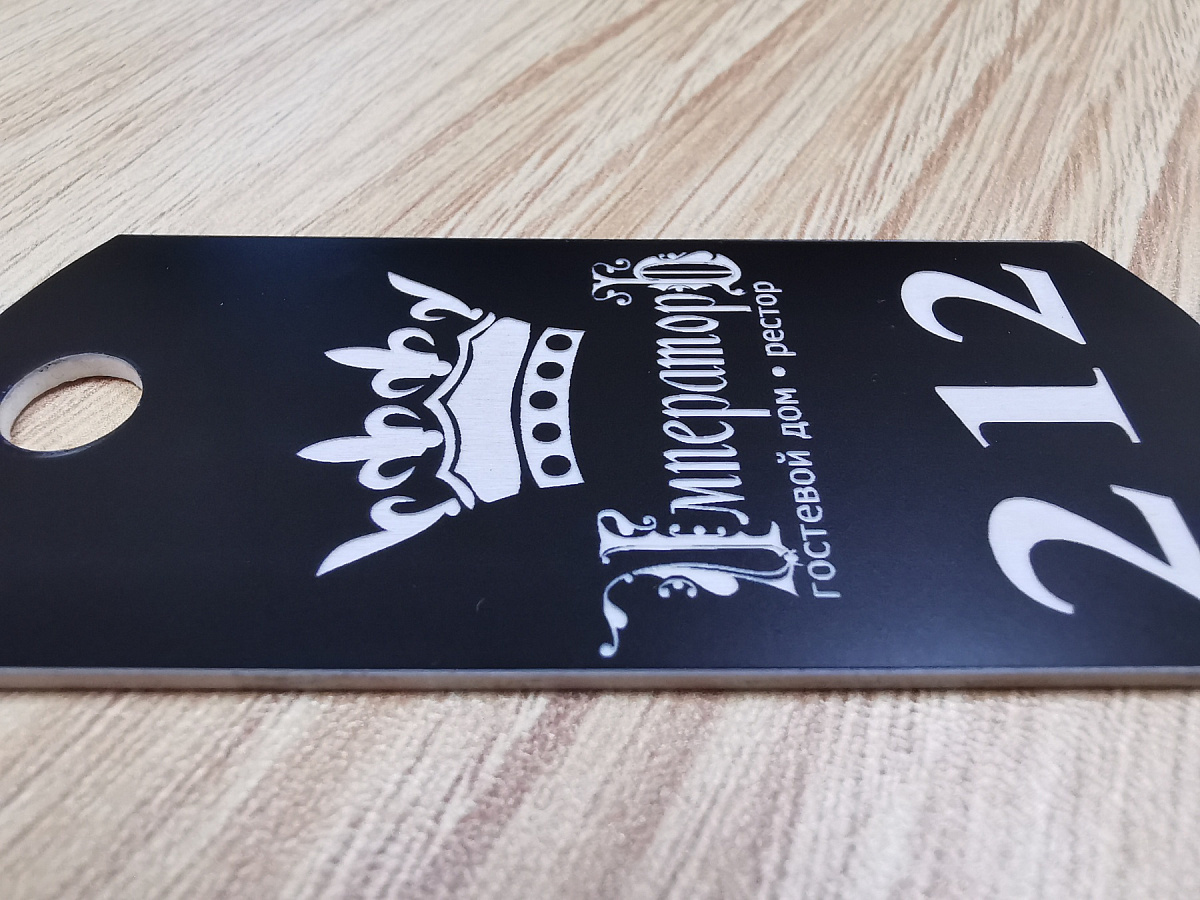 ИмператорЪ
гостевой дом • рестор
212